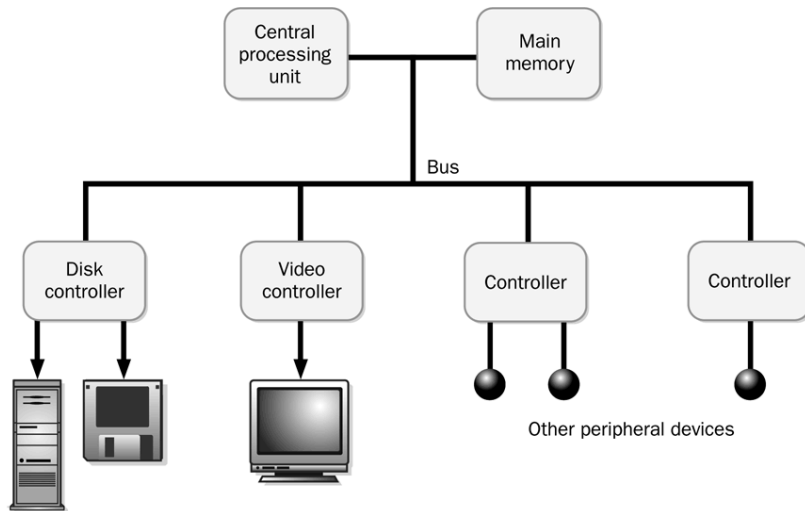 Central
processing
unit
Main
memory
Bus
Disk
controller
Video
controller
Controller
Controller
Other peripheral devices